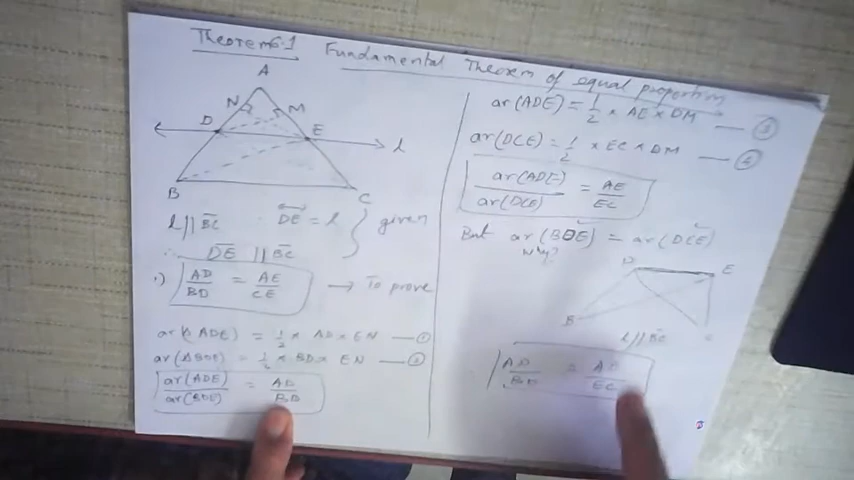 Theorem 6.1 Fundamental Theorem of equal proportion
A
N M
D E
l
B C
l || BC DE = l } given
∴ DE || BC
AD/BD = AE/CE → To prove
ar(△ADE) = 1/2 × AD × EN — ①
ar(△BDE) = 1/2 × BD × EN — ②
ar(ADE)/ar(BDE) = AD/BD
ar(ADE) = 1/2 × AE × DM — ③
ar(DCE) = 1/2 × EC × DM — ④
ar(ADE)/ar(DCE) = AE/EC
But ar(BDE) = ar(DCE)
why?
D E
B
l || BC
AD/BD =